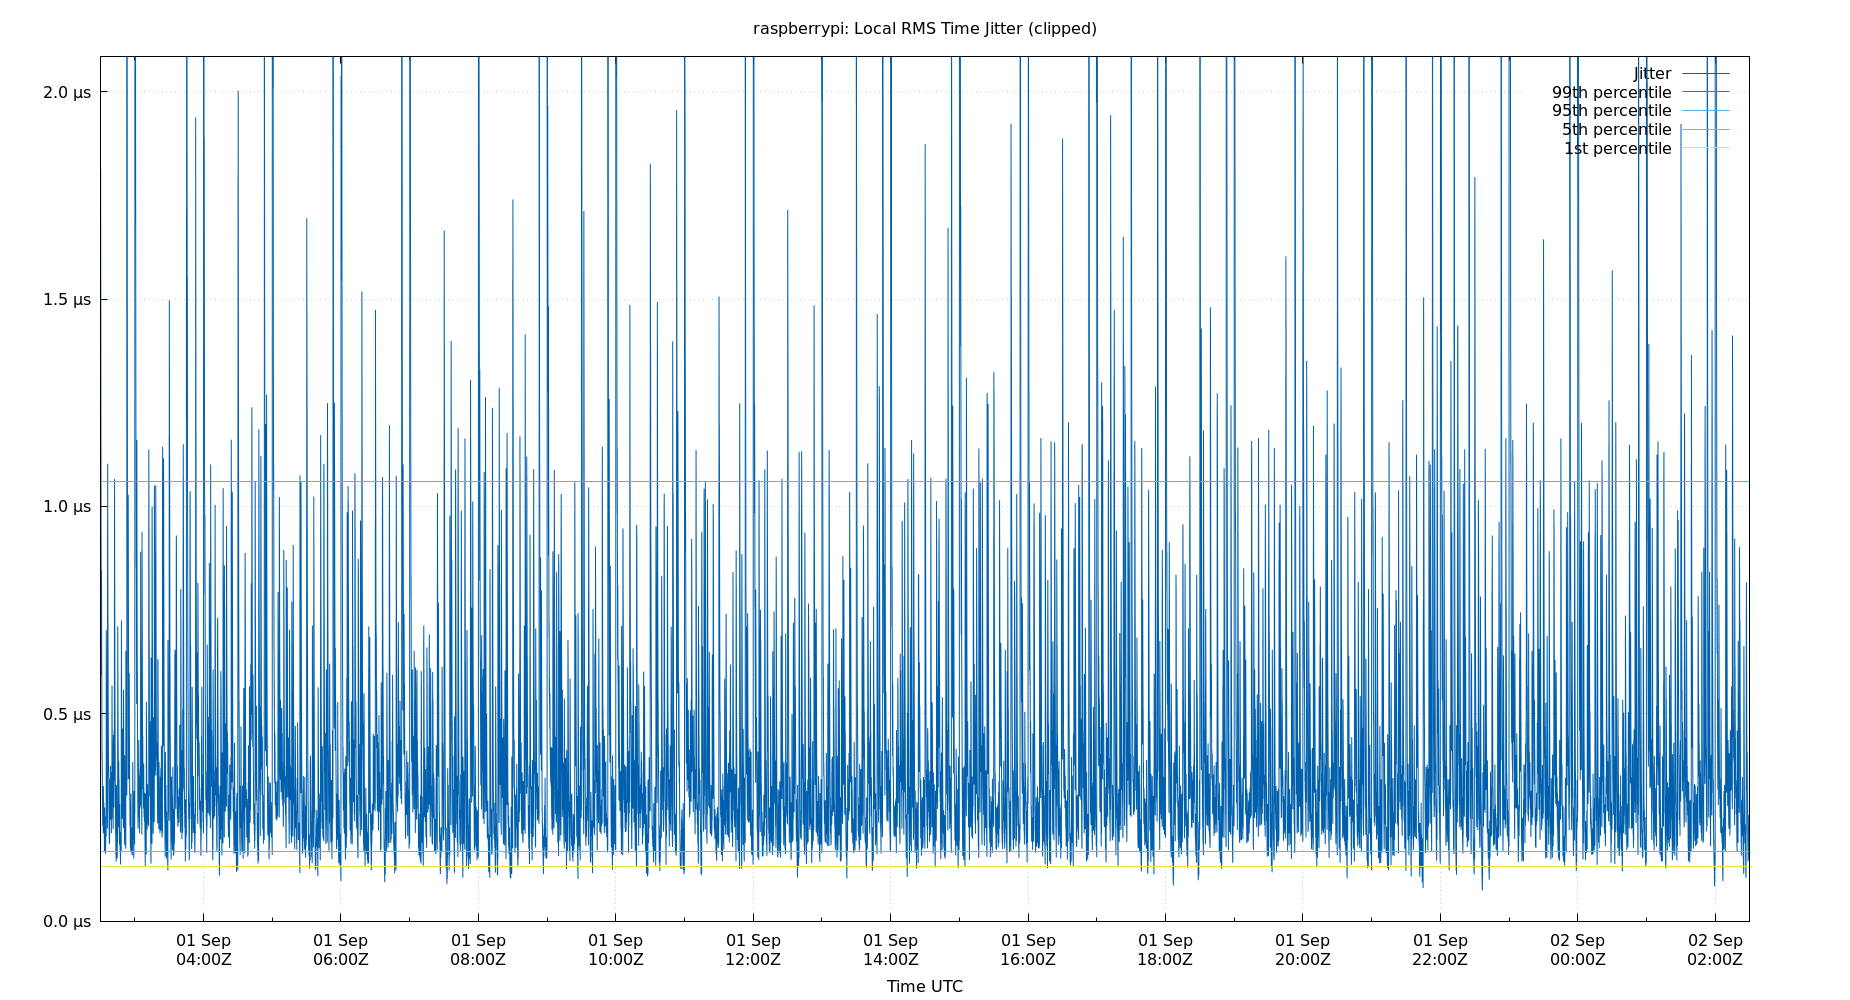 raspberrypi: Local RMS Time Jitter (clipped)
Jitter
99th percentile
95th percentile
5th percentile
1st percentile
2.0 μs
1.5 μs
1.0 μs
0.5 μs
0.0 μs
01 Sep 04:00Z
01 Sep 06:00Z
01 Sep 08:00Z
01 Sep 10:00Z
01 Sep 12:00Z
01 Sep 14:00Z
01 Sep 16:00Z
01 Sep 18:00Z
01 Sep 20:00Z
01 Sep 22:00Z
02 Sep 00:00Z
02 Sep 02:00Z
Time UTC